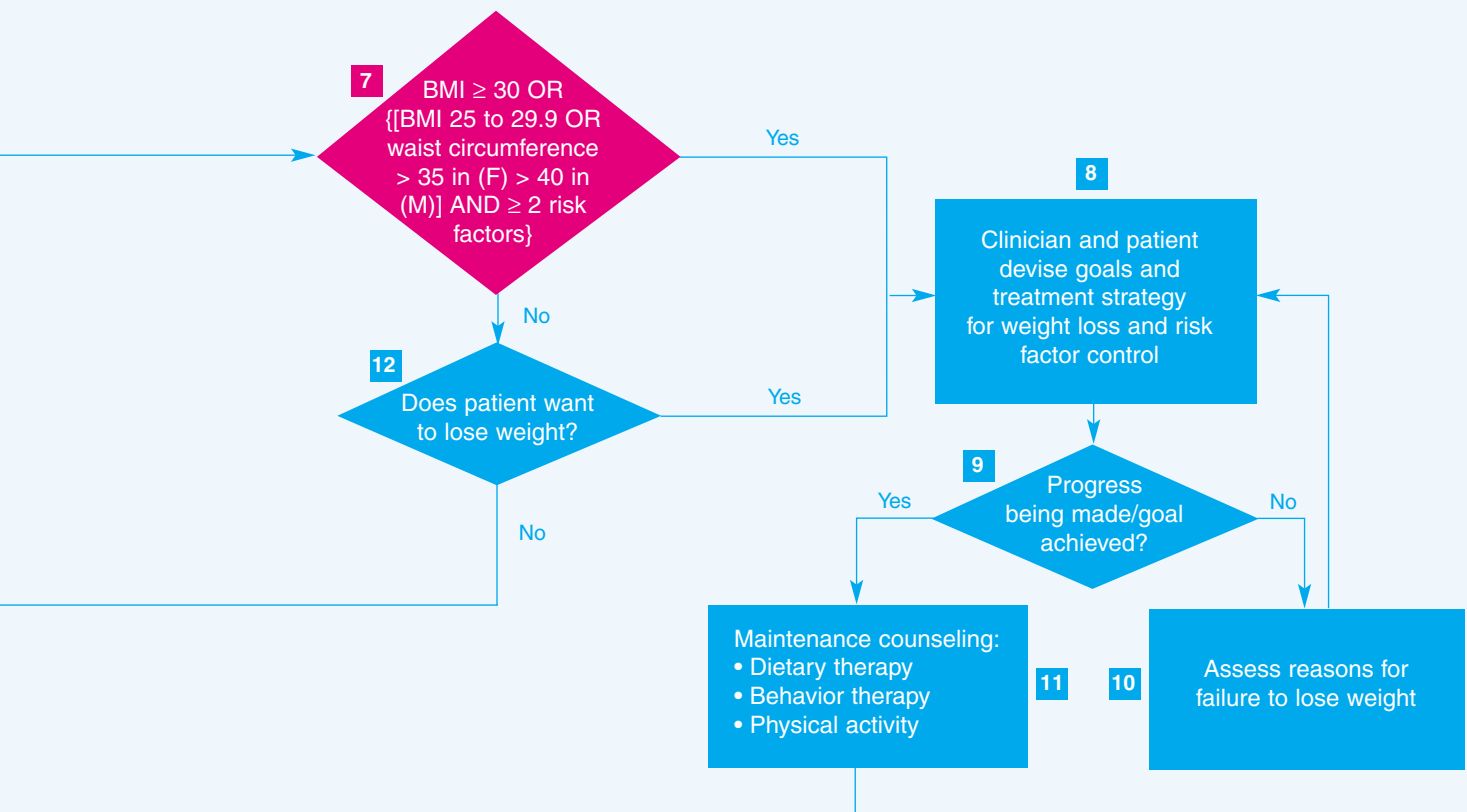 7
BMI ≥ 30 OR
{[BMI 25 to 29.9 OR
waist circumference
> 35 in (F) > 40 in
(M)] AND ≥ 2 risk
factors}
Yes
No
12
Does patient want
to lose weight?
Yes
No
8
Clinician and patient
devise goals and
treatment strategy
for weight loss and risk
factor control
9
Progress
being made/goal
achieved?
Yes
No
Maintenance counseling:
• Dietary therapy
• Behavior therapy
• Physical activity
11
10
Assess reasons for
failure to lose weight